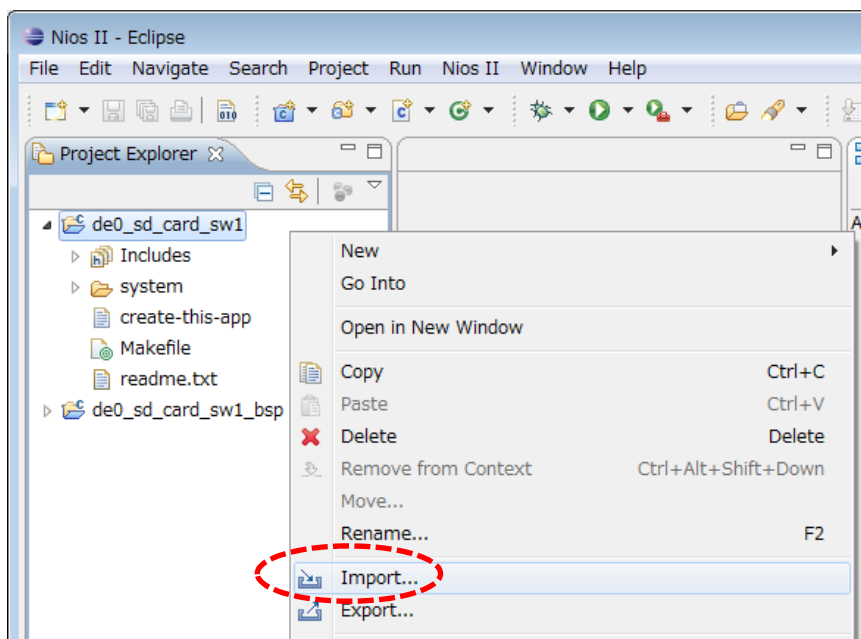 Nios II - Eclipse
File Edit Navigate Search Project Run Nios II Window Help
010
Project Explorer
de0_sd_card_sw1
Includes
system
create-this-app
Makefile
readme.txt
de0_sd_card_sw1_bsp
New
Go Into
Open in New Window
Copy Ctrl+C
Paste Ctrl+V
Delete Delete
Remove from Context Ctrl+Alt+Shift+Down
Move...
Rename... F2
Import...
Export...